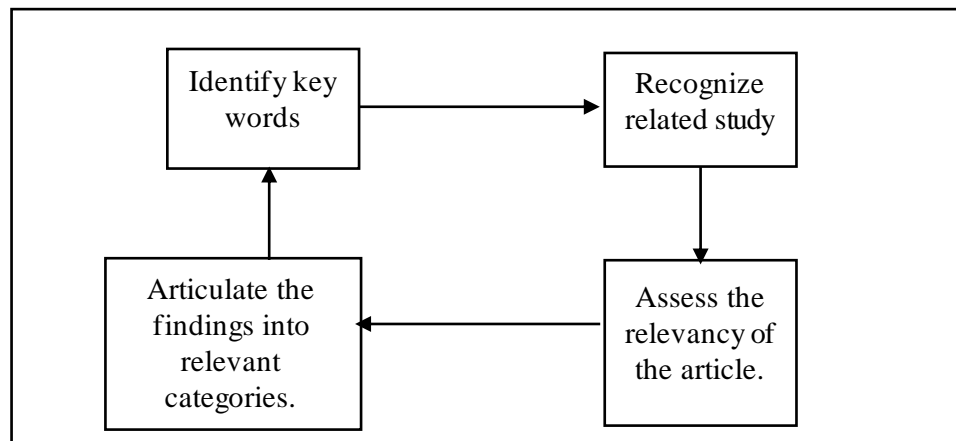 Identify key
words
Recognize
related study
Assess the
relevancy of
the article.
Articulate the
findings into
relevant
categories.